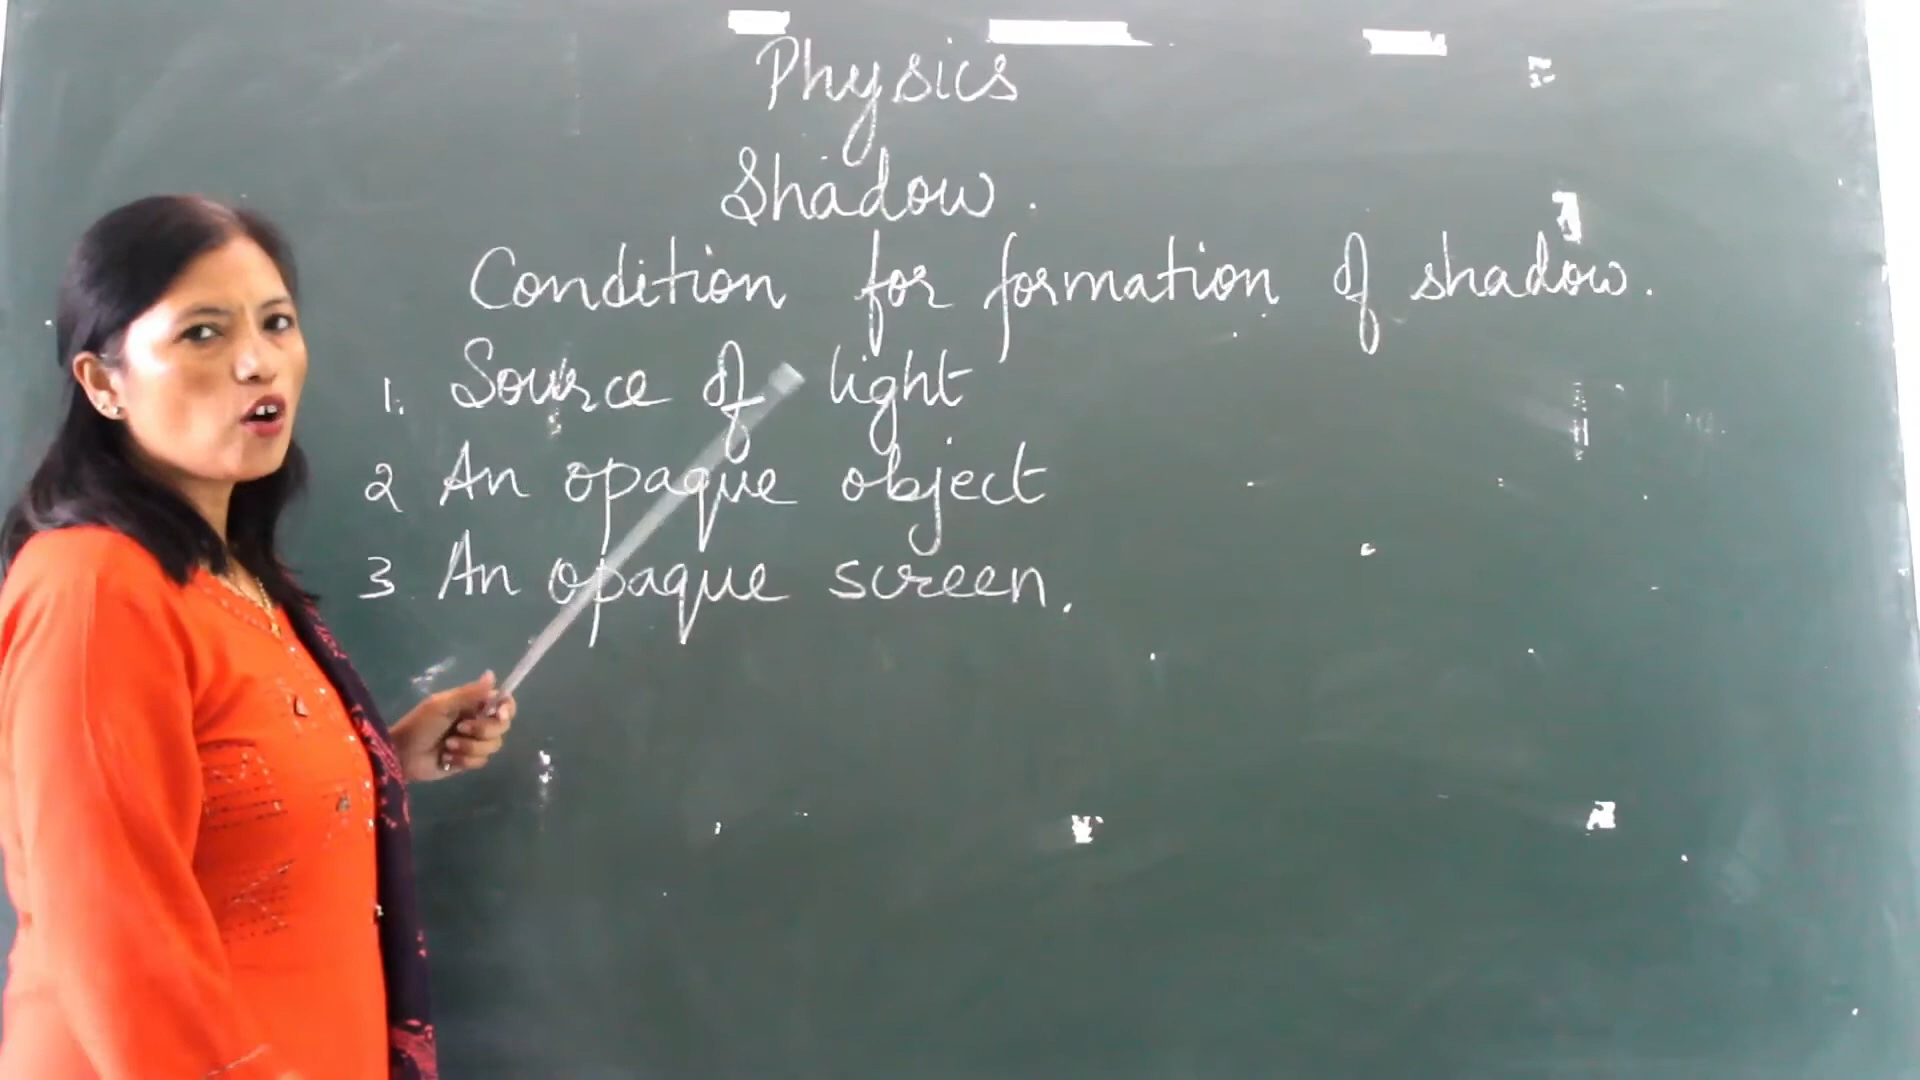 Physics
Shadow.
Condition for formation of shadow.
1. Source of light
2 An opaque object
3. An opaque screen.